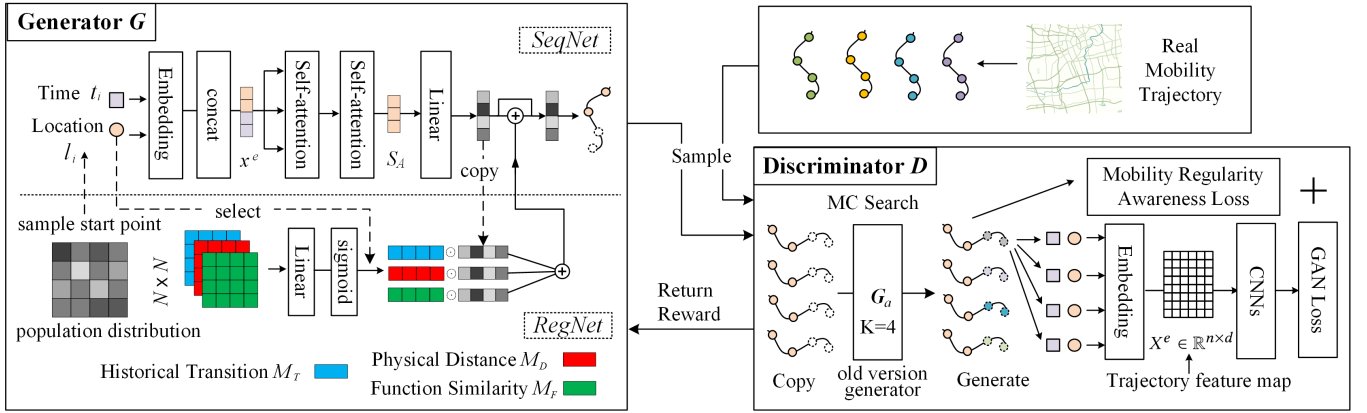 Generator G
SeqNet
Time t_i
Location
l_i
Embedding
concat
x^e
Self-attention
Self-attention
S_A
Linear
copy
select
sample start point
population distribution
N×N
Linear
sigmoid
RegNet
Historical Transition M_T
Physical Distance M_D
Function Similarity M_F
Sample
Return
Reward
Real
Mobility
Trajectory
Discriminator D
MC Search
Mobility Regularity
Awareness Loss
+
G_a
K=4
Copy
old version
generator
Generate
Embedding
X^e ∈ ℝ^{n×d}
Trajectory feature map
CNNs
GAN Loss